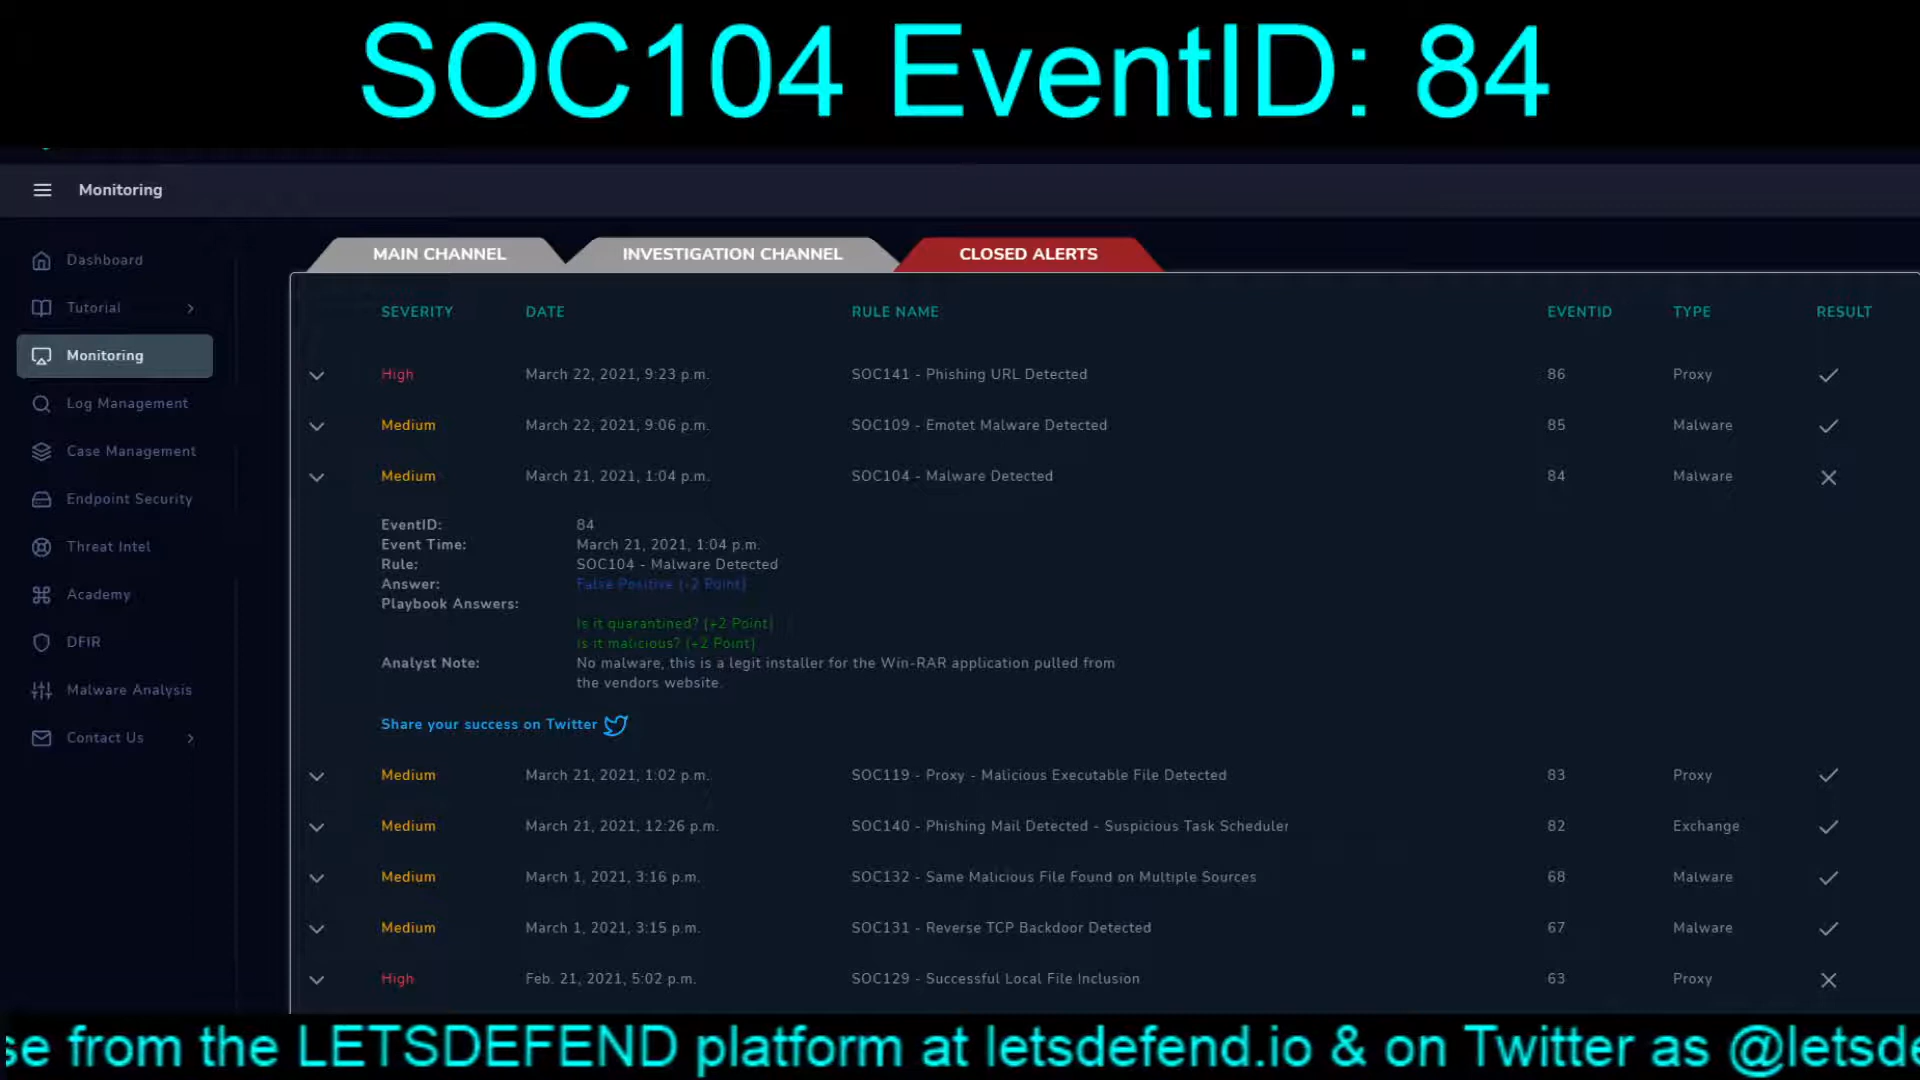 SOC104 EventID: 84
Monitoring
Dashboard
Tutorial
Monitoring
Log Management
Case Management
Endpoint Security
Threat Intel
Academy
DFIR
Malware Analysis
Contact Us
MAIN CHANNEL INVESTIGATION CHANNEL CLOSED ALERTS
SEVERITY DATE RULE NAME EVENTID TYPE RESULT
High March 22, 2021, 9:23 p.m. SOC141 - Phishing URL Detected 86 Proxy
Medium March 22, 2021, 9:06 p.m. SOC109 - Emotet Malware Detected 85 Malware
Medium March 21, 2021, 1:04 p.m. SOC104 - Malware Detected 84 Malware
EventID: 84
Event Time: March 21, 2021, 1:04 p.m.
Rule: SOC104 - Malware Detected
Answer: False Positive (-2 Point)
Playbook Answers:
Is it quarantined? (+2 Point)
Is it malicious? (+2 Point)
Analyst Note: No malware, this is a legit installer for the Win-RAR application pulled from
the vendors website.
Share your success on Twitter
Medium March 21, 2021, 1:02 p.m. SOC119 - Proxy - Malicious Executable File Detected 83 Proxy
Medium March 21, 2021, 12:26 p.m. SOC140 - Phishing Mail Detected - Suspicious Task Scheduler 82 Exchange
Medium March 1, 2021, 3:16 p.m. SOC132 - Same Malicious File Found on Multiple Sources 68 Malware
Medium March 1, 2021, 3:15 p.m. SOC131 - Reverse TCP Backdoor Detected 67 Malware
High Feb. 21, 2021, 5:02 p.m. SOC129 - Successful Local File Inclusion 63 Proxy
se from the LETSDEFEND platform at letsdefend.io & on Twitter as @letsde